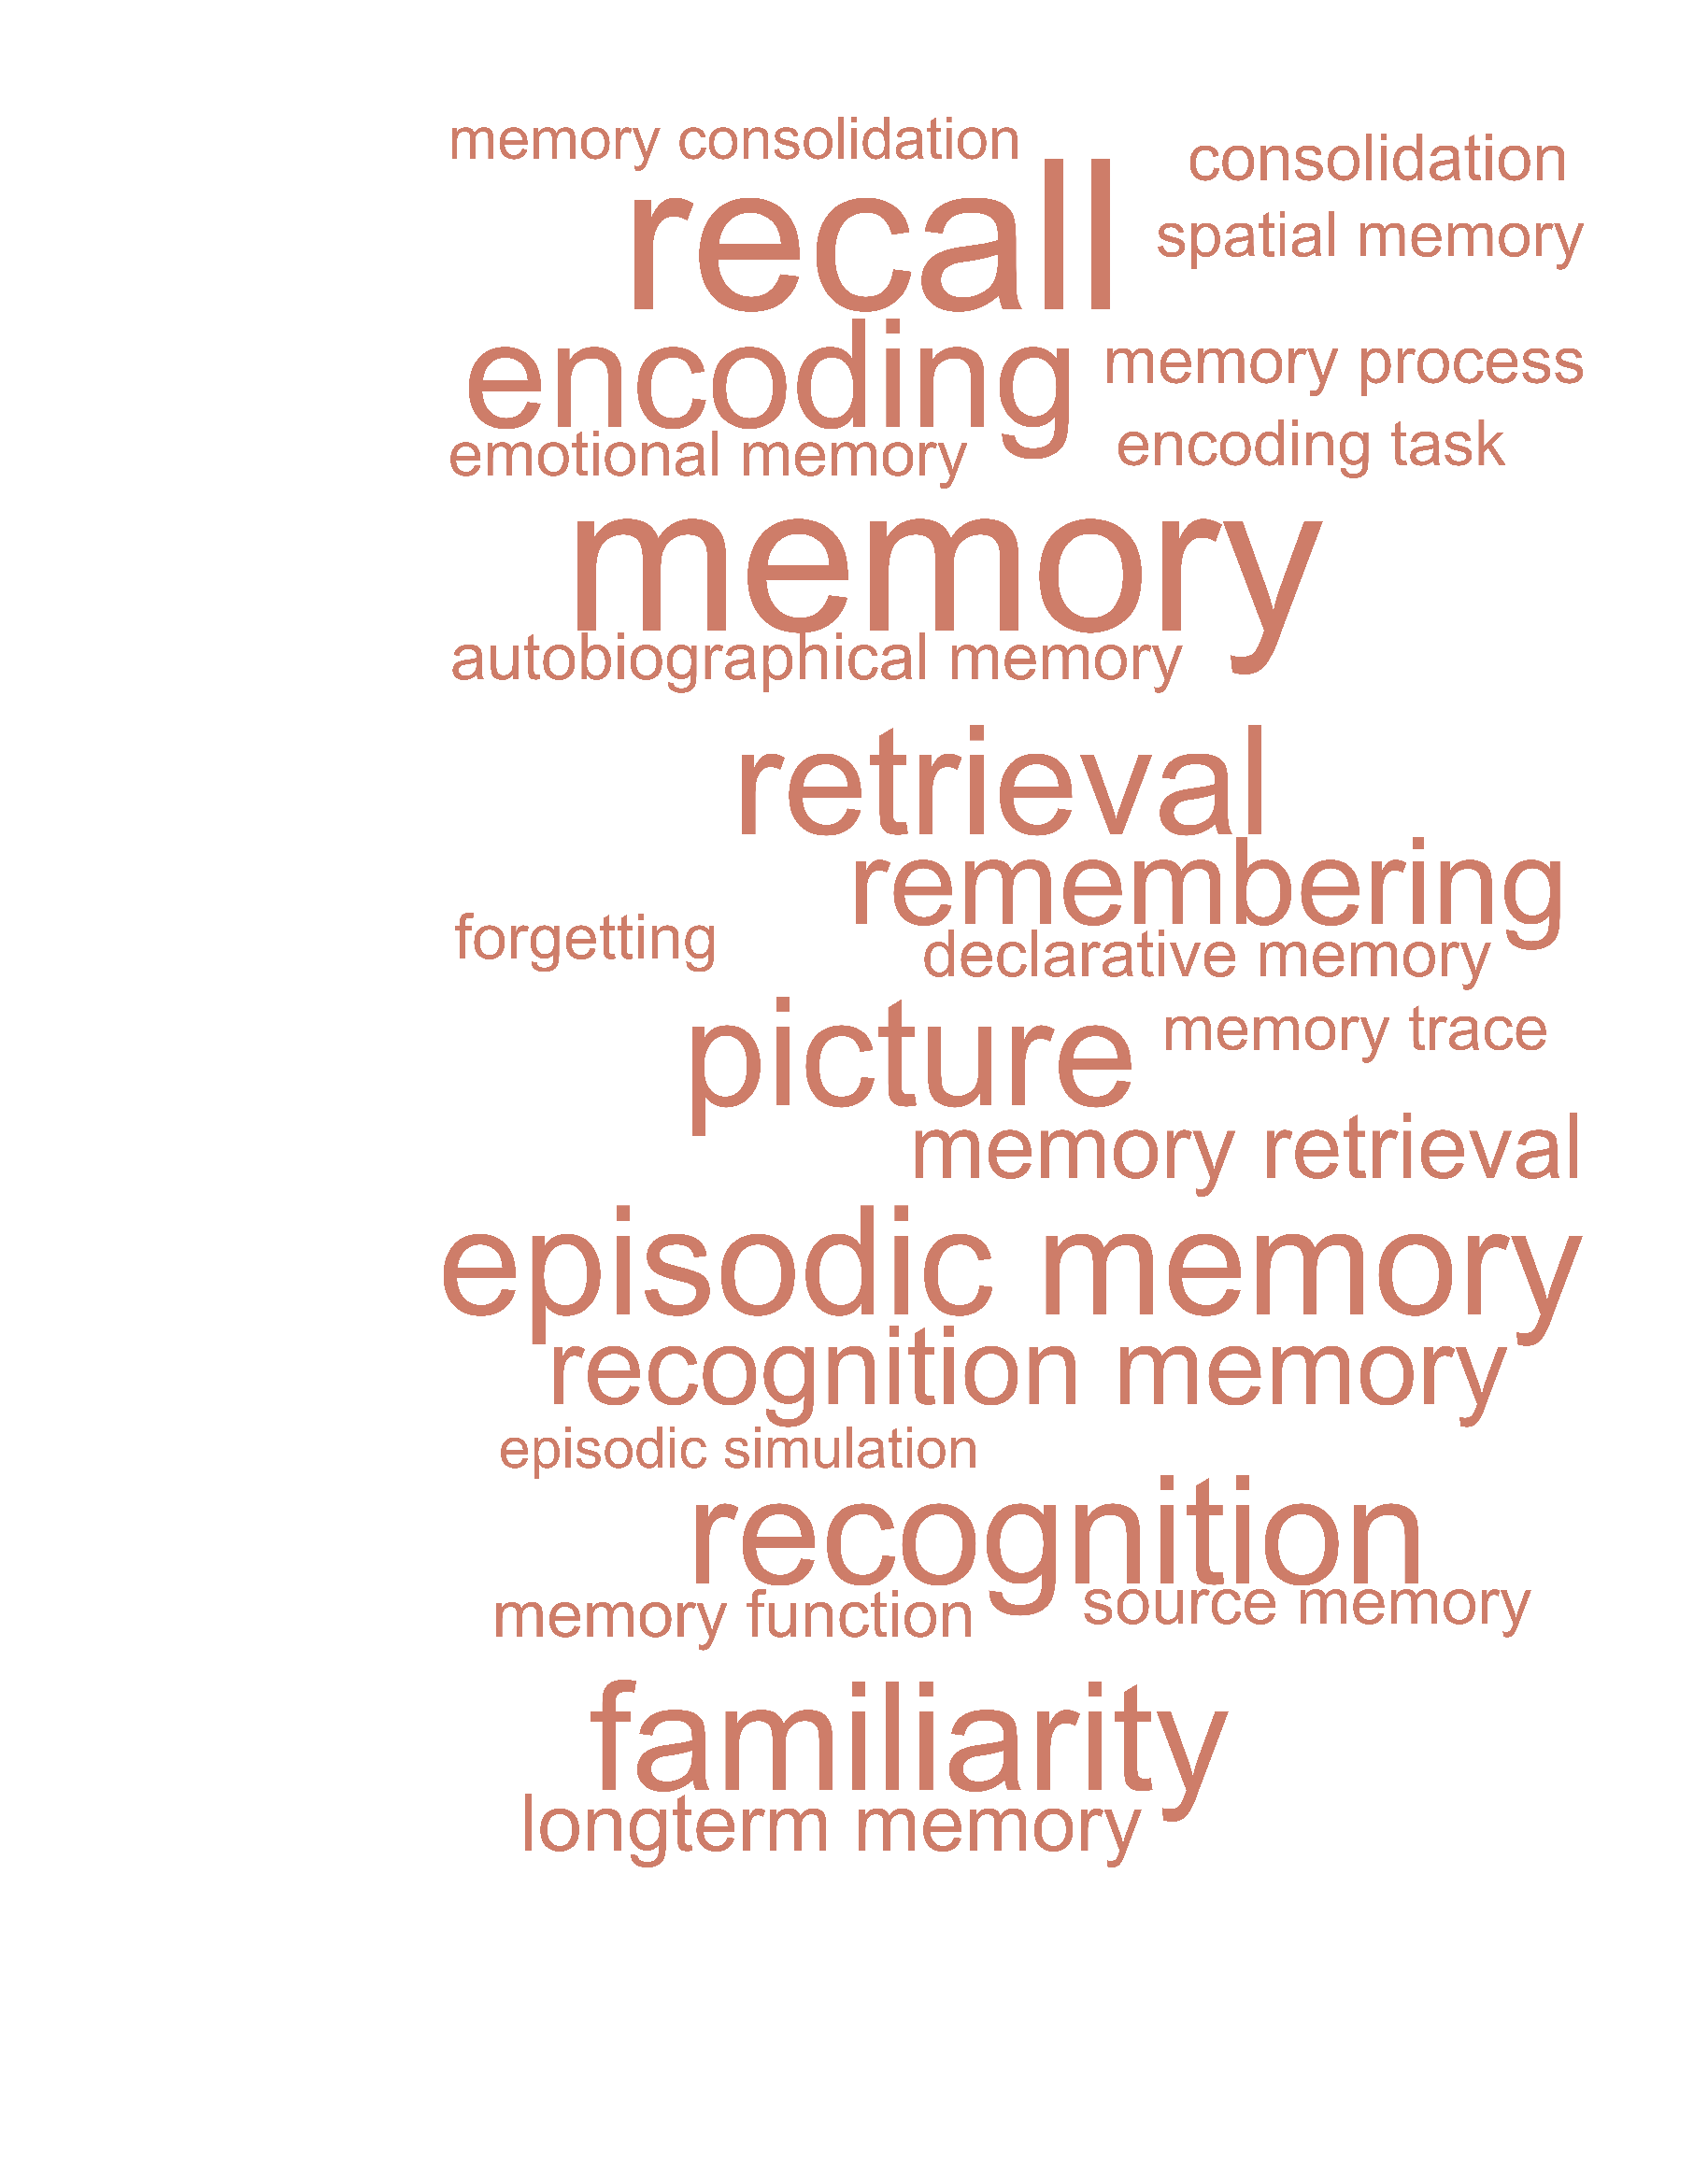 memory consolidation
consolidation
recall
spatial memory
encoding
memory process
emotional memory
encoding task
memory
autobiographical memory
retrieval
remembering
forgetting
declarative memory
picture
memory trace
memory retrieval
episodic memory
recognition memory
episodic simulation
recognition
memory function
source memory
familiarity
longterm memory